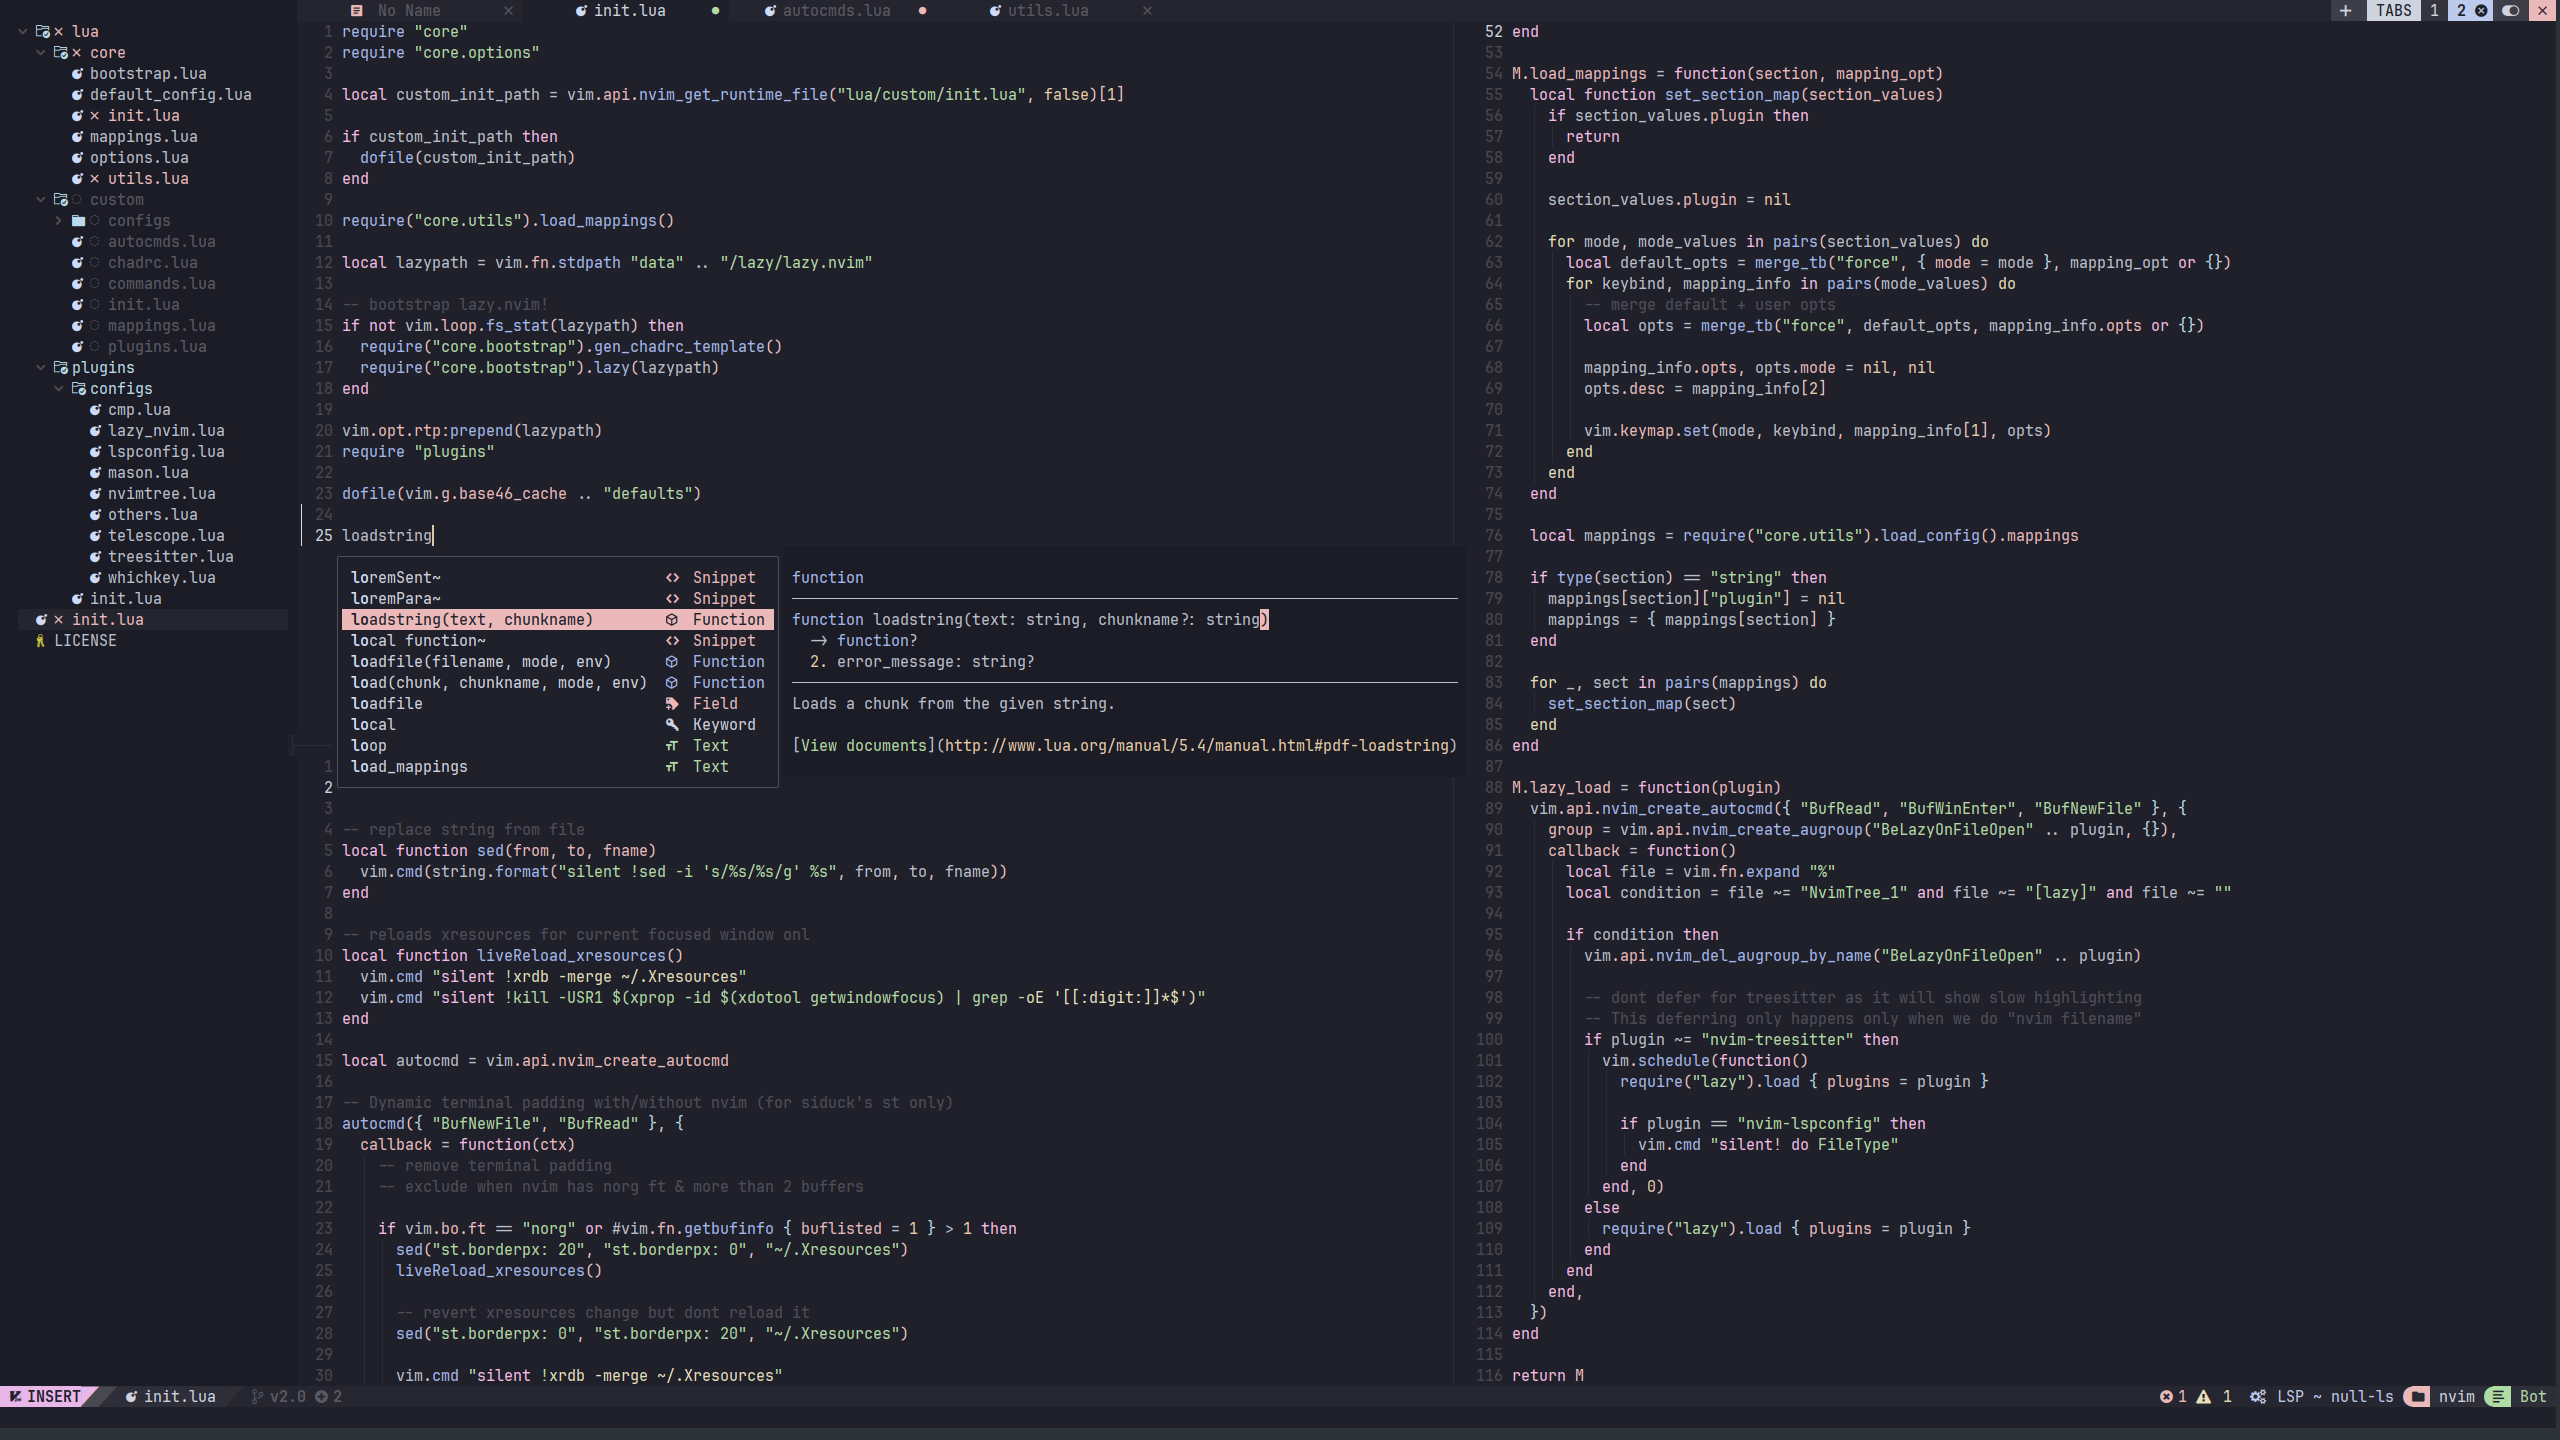 No Name
init.lua
autocmds.lua
utils.lua
TABS 1 2
lua
core
bootstrap.lua
default_config.lua
init.lua
mappings.lua
options.lua
utils.lua
custom
configs
autocmds.lua
chadrc.lua
commands.lua
init.lua
mappings.lua
plugins.lua
plugins
configs
cmp.lua
lazy_nvim.lua
lspconfig.lua
mason.lua
nvimtree.lua
others.lua
telescope.lua
treesitter.lua
whichkey.lua
init.lua
init.lua
LICENSE
1 require "core"
2 require "core.options"
3
4 local custom_init_path = vim.api.nvim_get_runtime_file("lua/custom/init.lua", false)[1]
5
6 if custom_init_path then
7   dofile(custom_init_path)
8 end
9
10 require("core.utils").load_mappings()
11
12 local lazypath = vim.fn.stdpath "data" .. "/lazy/lazy.nvim"
13
14 -- bootstrap lazy.nvim!
15 if not vim.loop.fs_stat(lazypath) then
16   require("core.bootstrap").gen_chadrc_template()
17   require("core.bootstrap").lazy(lazypath)
18 end
19
20 vim.opt.rtp:prepend(lazypath)
21 require "plugins"
22
23 dofile(vim.g.base46_cache .. "defaults")
24
25 loadstring
loremSent~ Snippet
loremPara~ Snippet
loadstring(text, chunkname) Function
local function~ Snippet
loadfile(filename, mode, env) Function
load(chunk, chunkname, mode, env) Function
loadfile Field
local Keyword
loop Text
load_mappings Text
function
function loadstring(text: string, chunkname?: string)
  -> function?
  2. error_message: string?
Loads a chunk from the given string.
[View documents](http://www.lua.org/manual/5.4/manual.html#pdf-loadstring)
1
2
3
4 -- replace string from file
5 local function sed(from, to, fname)
6   vim.cmd(string.format("silent !sed -i 's/%s/%s/g' %s", from, to, fname))
7 end
8
9 -- reloads xresources for current focused window onl
10 local function liveReload_xresources()
11   vim.cmd "silent !xrdb -merge ~/.Xresources"
12   vim.cmd "silent !kill -USR1 $(xprop -id $(xdotool getwindowfocus) | grep -oE '[[:digit:]]*$')"
13 end
14
15 local autocmd = vim.api.nvim_create_autocmd
16
17 -- Dynamic terminal padding with/without nvim (for siduck's st only)
18 autocmd({ "BufNewFile", "BufRead" }, {
19   callback = function(ctx)
20     -- remove terminal padding
21     -- exclude when nvim has norg ft & more than 2 buffers
22
23     if vim.bo.ft == "norg" or #vim.fn.getbufinfo { buflisted = 1 } > 1 then
24       sed("st.borderpx: 20", "st.borderpx: 0", "~/.Xresources")
25       liveReload_xresources()
26
27       -- revert xresources change but dont reload it
28       sed("st.borderpx: 0", "st.borderpx: 20", "~/.Xresources")
29
30       vim.cmd "silent !xrdb -merge ~/.Xresources"
52 end
53
54 M.load_mappings = function(section, mapping_opt)
55   local function set_section_map(section_values)
56     if section_values.plugin then
57       return
58     end
59
60     section_values.plugin = nil
61
62     for mode, mode_values in pairs(section_values) do
63       local default_opts = merge_tb("force", { mode = mode }, mapping_opt or {})
64       for keybind, mapping_info in pairs(mode_values) do
65         -- merge default + user opts
66         local opts = merge_tb("force", default_opts, mapping_info.opts or {})
67
68         mapping_info.opts, opts.mode = nil, nil
69         opts.desc = mapping_info[2]
70
71         vim.keymap.set(mode, keybind, mapping_info[1], opts)
72       end
73     end
74   end
75
76   local mappings = require("core.utils").load_config().mappings
77
78   if type(section) == "string" then
79     mappings[section]["plugin"] = nil
80     mappings = { mappings[section] }
81   end
82
83   for _, sect in pairs(mappings) do
84     set_section_map(sect)
85   end
86 end
87
88 M.lazy_load = function(plugin)
89   vim.api.nvim_create_autocmd({ "BufRead", "BufWinEnter", "BufNewFile" }, {
90     group = vim.api.nvim_create_augroup("BeLazyOnFileOpen" .. plugin, {}),
91     callback = function()
92       local file = vim.fn.expand "%"
93       local condition = file ~= "NvimTree_1" and file ~= "[lazy]" and file ~= ""
94
95       if condition then
96         vim.api.nvim_del_augroup_by_name("BeLazyOnFileOpen" .. plugin)
97
98         -- dont defer for treesitter as it will show slow highlighting
99         -- This deferring only happens only when we do "nvim filename"
100         if plugin ~= "nvim-treesitter" then
101           vim.schedule(function()
102             require("lazy").load { plugins = plugin }
103
104             if plugin == "nvim-lspconfig" then
105               vim.cmd "silent! do FileType"
106             end
107           end, 0)
108         else
109           require("lazy").load { plugins = plugin }
110         end
111       end
112     end,
113   })
114 end
115
116 return M
INSERT init.lua v2.0 2
1 1 LSP ~ null-ls nvim Bot